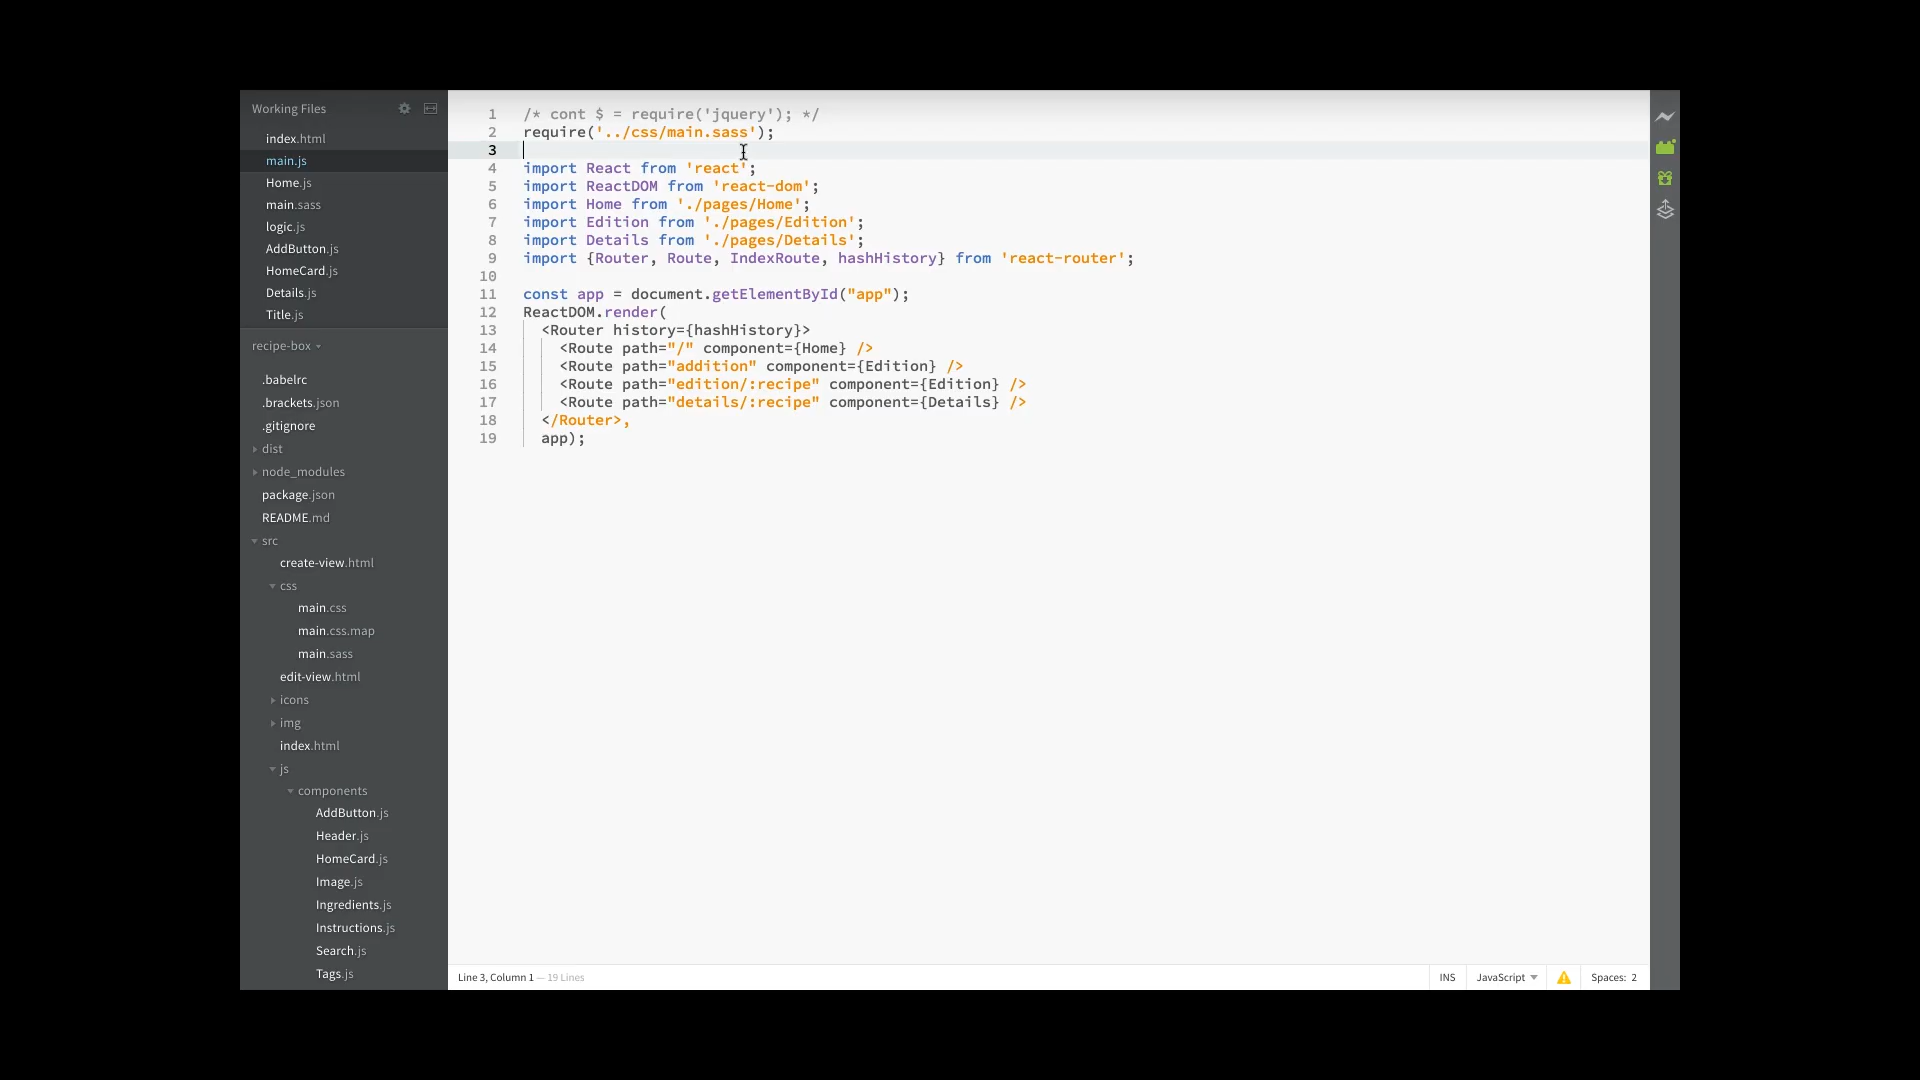 Working Files
index.html
main.js
Home.js
main.sass
logic.js
AddButton.js
HomeCard.js
Details.js
Title.js
recipe-box
.babelrc
.brackets.json
.gitignore
dist
node_modules
package.json
README.md
src
create-view.html
css
main.css
main.css.map
main.sass
edit-view.html
icons
img
index.html
js
components
AddButton.js
Header.js
HomeCard.js
Image.js
Ingredients.js
Instructions.js
Search.js
Tags.js
1 /* cont $ = require('jquery'); */
2 require('../css/main.sass');
3
4 import React from 'react';
5 import ReactDOM from 'react-dom';
6 import Home from './pages/Home';
7 import Edition from './pages/Edition';
8 import Details from './pages/Details';
9 import {Router, Route, IndexRoute, hashHistory} from 'react-router';
10
11 const app = document.getElementById("app");
12 ReactDOM.render(
13   <Router history={hashHistory}>
14     <Route path="/" component={Home} />
15     <Route path="addition" component={Edition} />
16     <Route path="edition/:recipe" component={Edition} />
17     <Route path="details/:recipe" component={Details} />
18   </Router>,
19   app);
Line 3, Column 1 — 19 Lines
INS JavaScript Spaces: 2